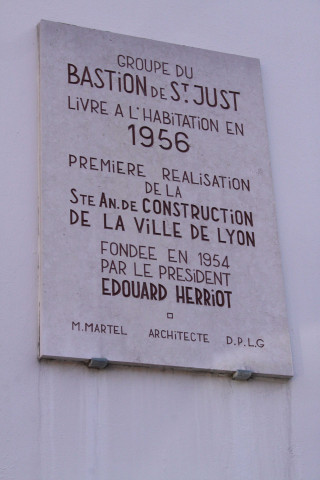 GROUPE DU
BASTION DE ST JUST
LIVRE A L'HABITATION EN
1956
PREMIERE REALISATION
DE LA
STE AN. DE CONSTRUCTION
DE LA VILLE DE LYON
FONDEE EN 1954
PAR LE PRESIDENT
EDOUARD HERRIOT
M. MARTEL ARCHITECTE D.P.L.G